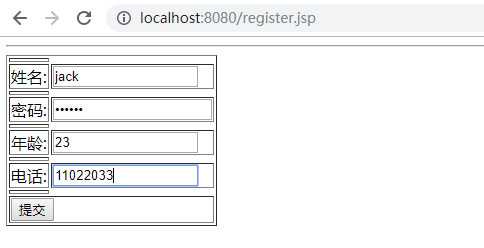 localhost:8080/register.jsp
姓名: jack
密码: ••••••
年龄: 23
电话: 11022033
提交